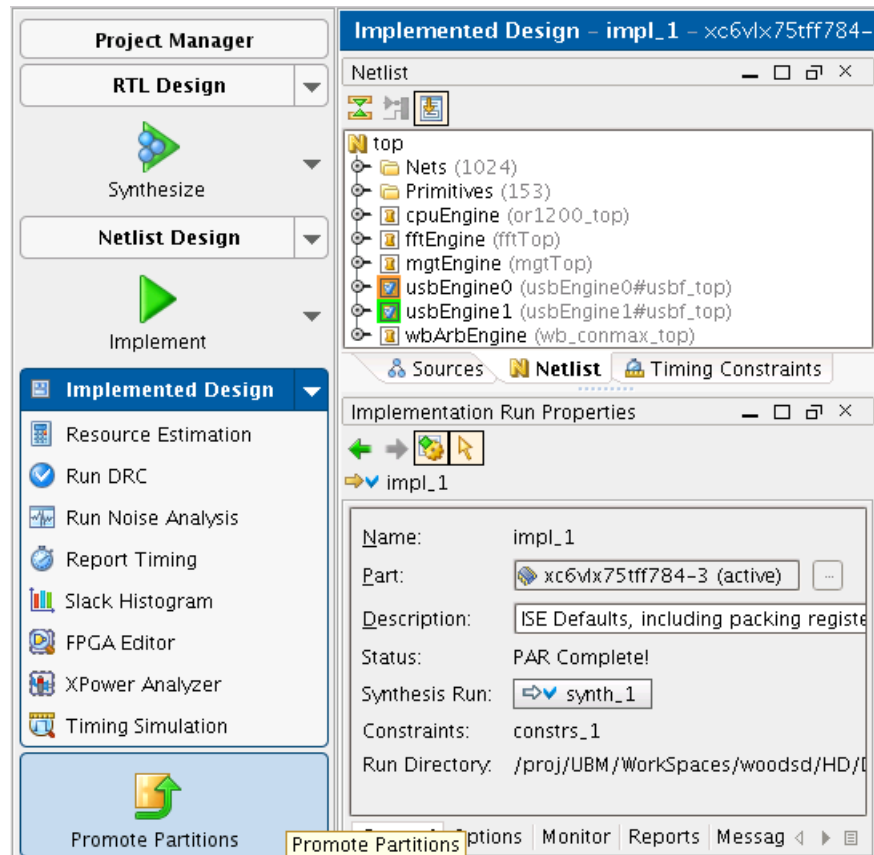 Project Manager
RTL Design
Synthesize
Netlist Design
Implement
Implemented Design
Resource Estimation
Run DRC
Run Noise Analysis
Report Timing
Slack Histogram
FPGA Editor
XPower Analyzer
Timing Simulation
Promote Partitions
Promote Partitions
Implemented Design – impl_1 – xc6vlx75tff784-
Netlist
top
Nets (1024)
Primitives (153)
cpuEngine (or1200_top)
fftEngine (fftTop)
mgtEngine (mgtTop)
usbEngine0 (usbEngine0#usbf_top)
usbEngine1 (usbEngine1#usbf_top)
wbArbEngine (wb_conmax_top)
Sources Netlist Timing Constraints
Implementation Run Properties
impl_1
Name: impl_1
Part: xc6vlx75tff784-3 (active) ...
Description: ISE Defaults, including packing registe
Status: PAR Complete!
Synthesis Run: synth_1
Constraints: constrs_1
Run Directory: /proj/UBM/WorkSpaces/woodsd/HD/
ptions Monitor Reports Messag